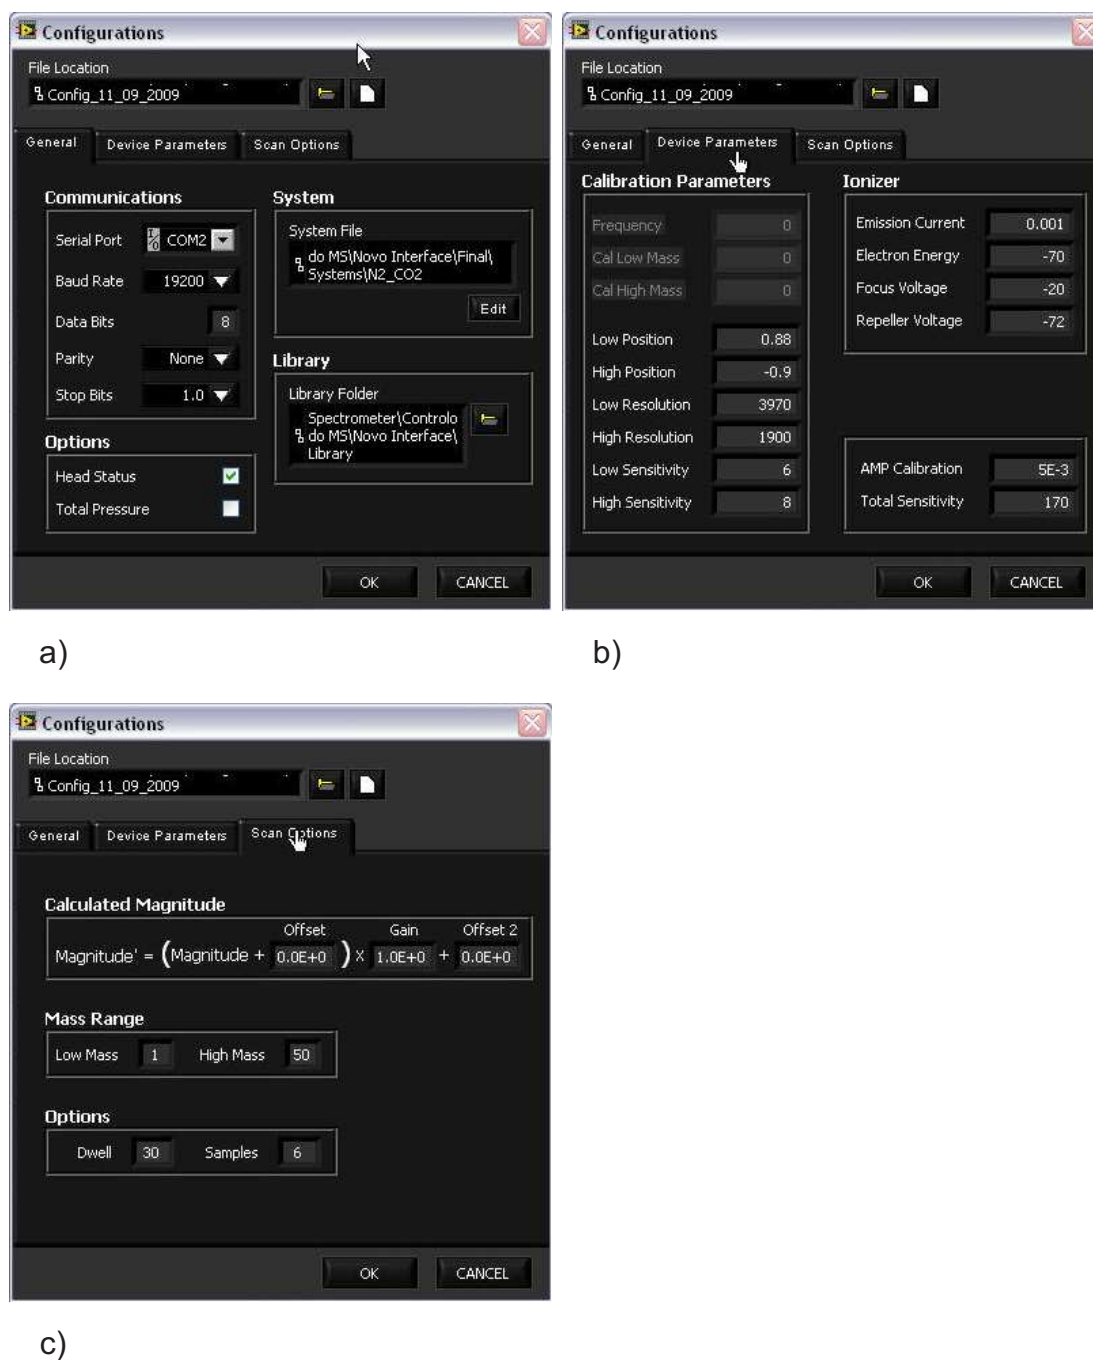 Configurations
File Location
Config_11_09_2009
General Device Parameters Scan Options
Communications
Serial Port COM2
Baud Rate 19200
Data Bits 8
Parity None
Stop Bits 1.0
Options
Head Status
Total Pressure
System
System File
do MS\Novo Interface\Final\
Systems\N2_CO2
Edit
Library
Library Folder
Spectrometer\Controlo
do MS\Novo Interface\
Library
OK CANCEL
a)
Configurations
File Location
Config_11_09_2009
General Device Parameters Scan Options
Calibration Parameters
Frequency 0
Cal Low Mass 0
Cal High Mass 0
Low Position 0.88
High Position -0.9
Low Resolution 3970
High Resolution 1900
Low Sensitivity 6
High Sensitivity 8
Ionizer
Emission Current 0.001
Electron Energy -70
Focus Voltage -20
Repeller Voltage -72
AMP Calibration 5E-3
Total Sensitivity 170
OK CANCEL
b)
Configurations
File Location
Config_11_09_2009
General Device Parameters Scan Options
Calculated Magnitude
Offset Gain Offset 2
Magnitude' = (Magnitude + 0.0E+0 ) x 1.0E+0 + 0.0E+0
Mass Range
Low Mass 1 High Mass 50
Options
Dwell 30 Samples 6
OK CANCEL
c)